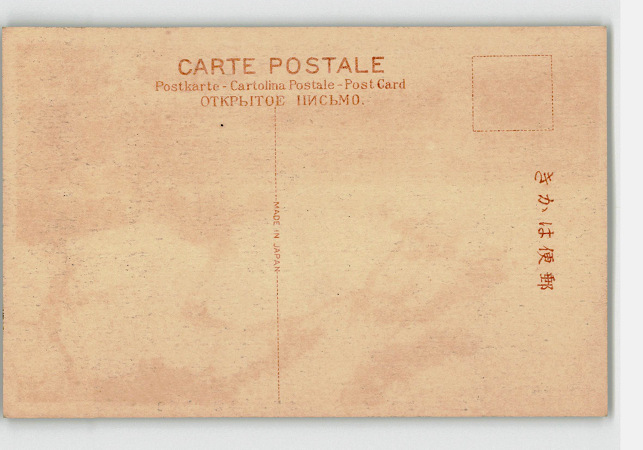 CARTE POSTALE
Postkarte - Cartolina Postale - Post Card
ОТКРЫТОЕ ПИСЬМО.
MADE IN JAPAN
きかは便郵